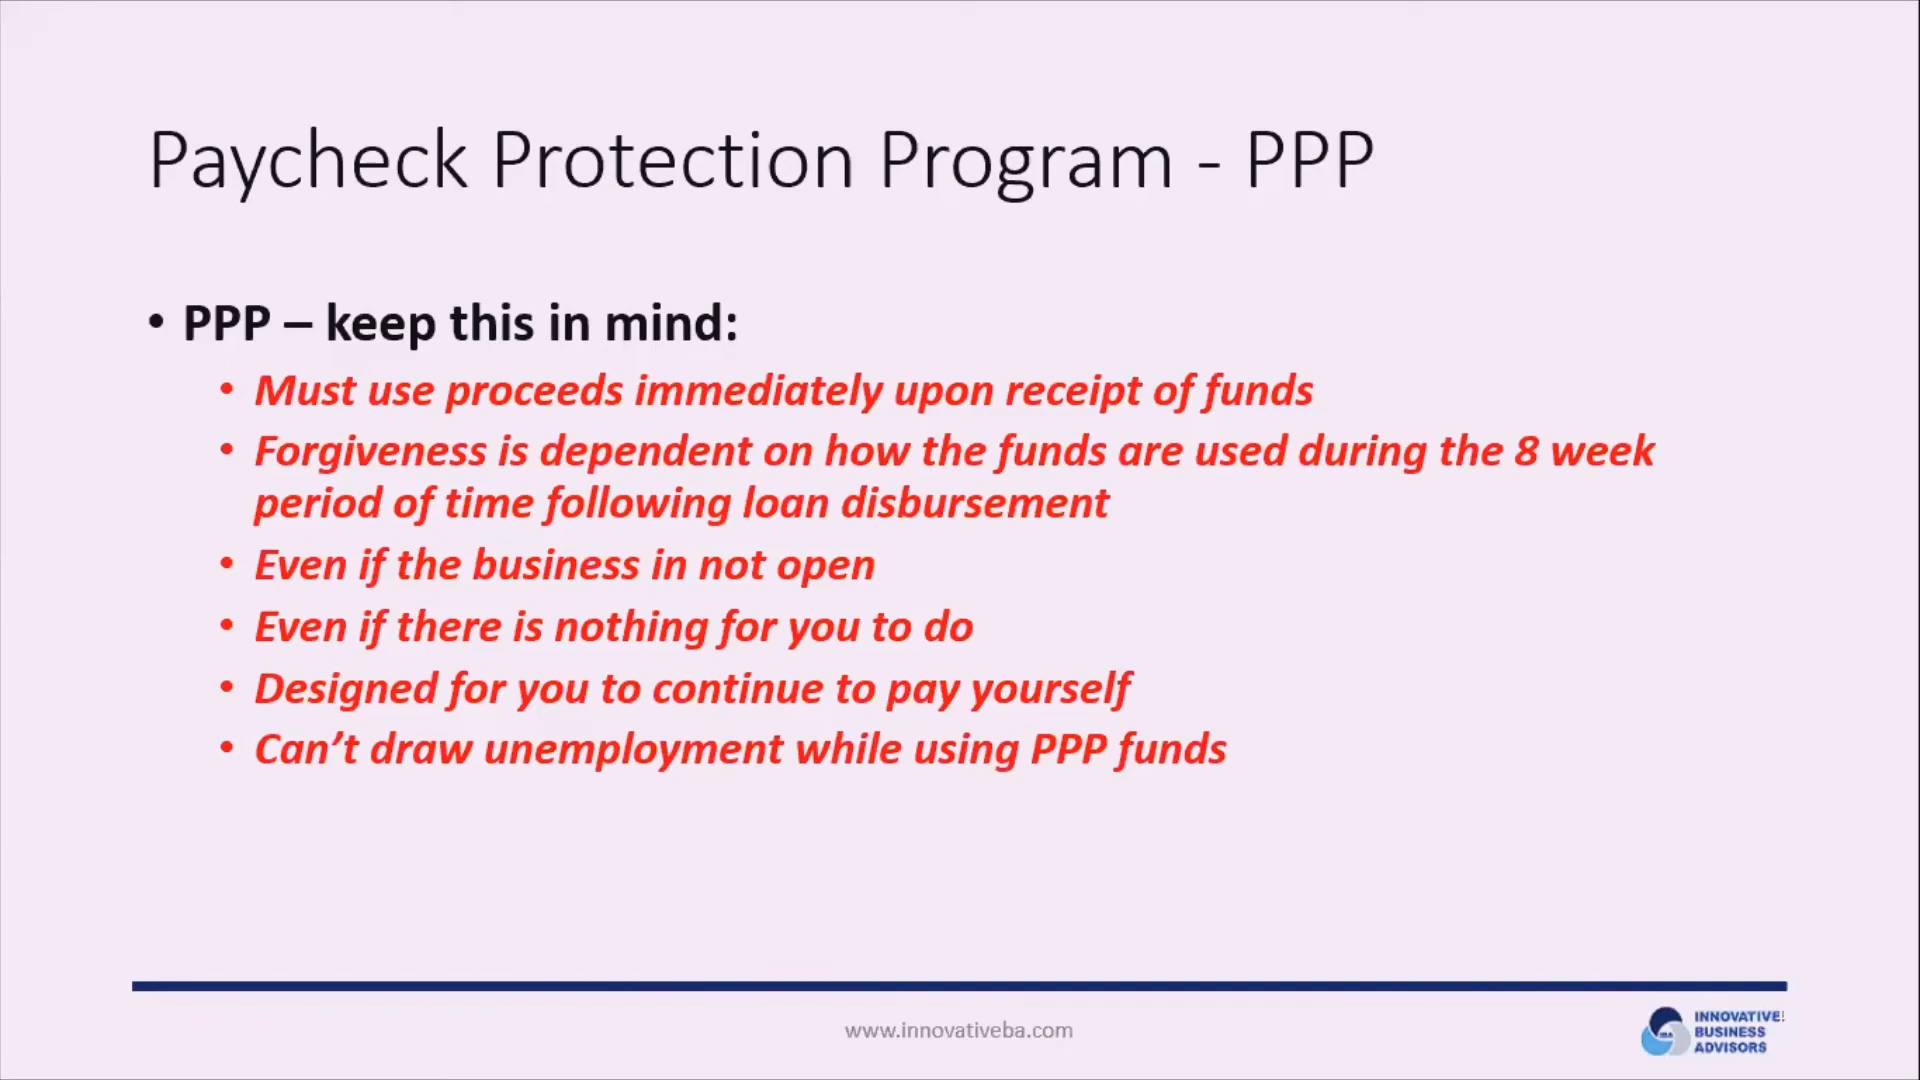 Paycheck Protection Program - PPP
• PPP – keep this in mind:
• Must use proceeds immediately upon receipt of funds
• Forgiveness is dependent on how the funds are used during the 8 week
period of time following loan disbursement
• Even if the business in not open
• Even if there is nothing for you to do
• Designed for you to continue to pay yourself
• Can’t draw unemployment while using PPP funds
www.innovativeba.com
INNOVATIVE!
BUSINESS
ADVISORS